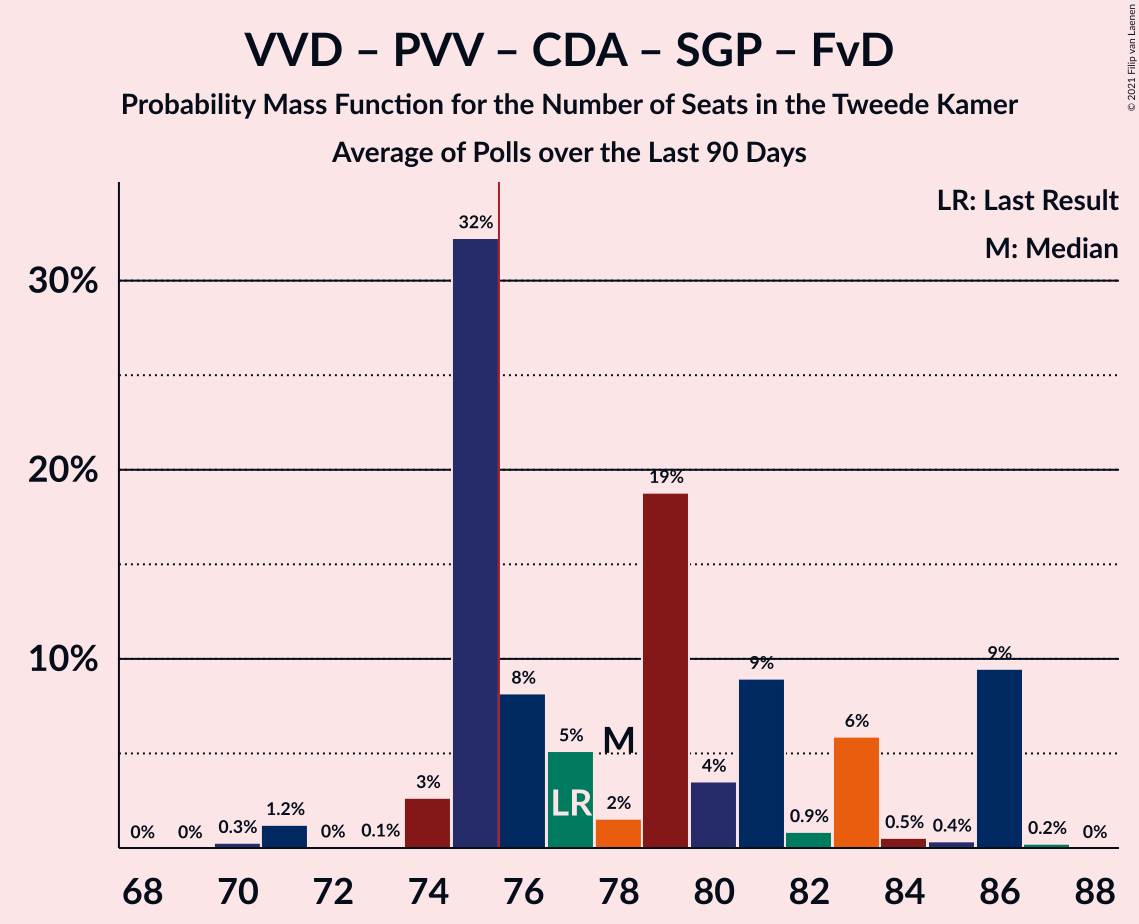 VVD – PVV – CDA – SGP – FvD
Probability Mass Function for the Number of Seats in the Tweede Kamer
Average of Polls over the Last 90 Days
© 2021 Filip van Laenen
LR: Last Result
M: Median
30%
20%
10%
0%
0%
0.3%
1.2%
0%
0.1%
3%
32%
8%
5%
LR
M
2%
19%
4%
9%
0.9%
6%
0.5%
0.4%
9%
0.2%
0%
68 70 72 74 76 78 80 82 84 86 88